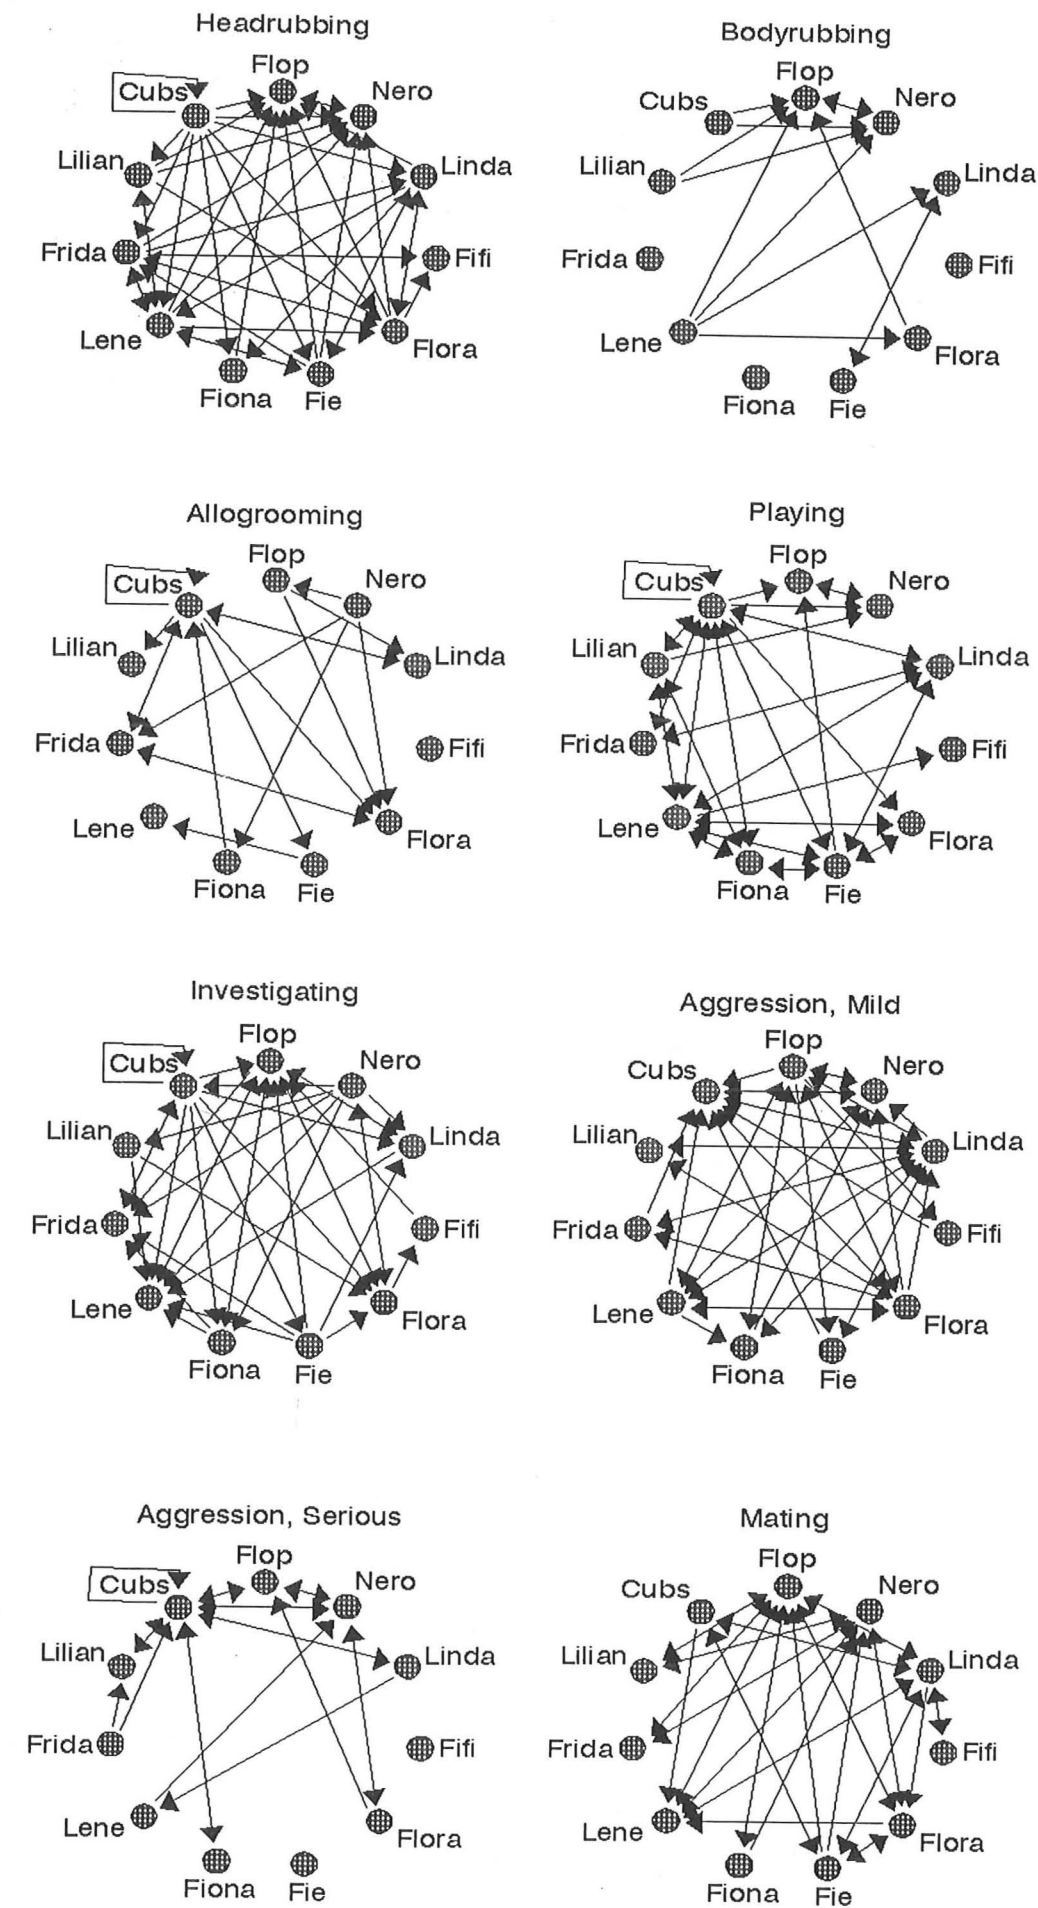 Headrubbing
Flop
Cubs
Nero
Lilian
Linda
Frida
Fifi
Lene
Flora
Fiona
Fie
Bodyrubbing
Flop
Cubs
Nero
Lilian
Linda
Frida
Fifi
Lene
Flora
Fiona
Fie
Allogrooming
Flop
Cubs
Nero
Lilian
Linda
Frida
Fifi
Lene
Flora
Fiona
Fie
Playing
Flop
Cubs
Nero
Lilian
Linda
Frida
Fifi
Lene
Flora
Fiona
Fie
Investigating
Flop
Cubs
Nero
Lilian
Linda
Frida
Fifi
Lene
Flora
Fiona
Fie
Aggression, Mild
Flop
Cubs
Nero
Lilian
Linda
Frida
Fifi
Lene
Flora
Fiona
Fie
Aggression, Serious
Flop
Cubs
Nero
Lilian
Linda
Frida
Fifi
Lene
Flora
Fiona
Fie
Mating
Flop
Cubs
Nero
Lilian
Linda
Frida
Fifi
Lene
Flora
Fiona
Fie